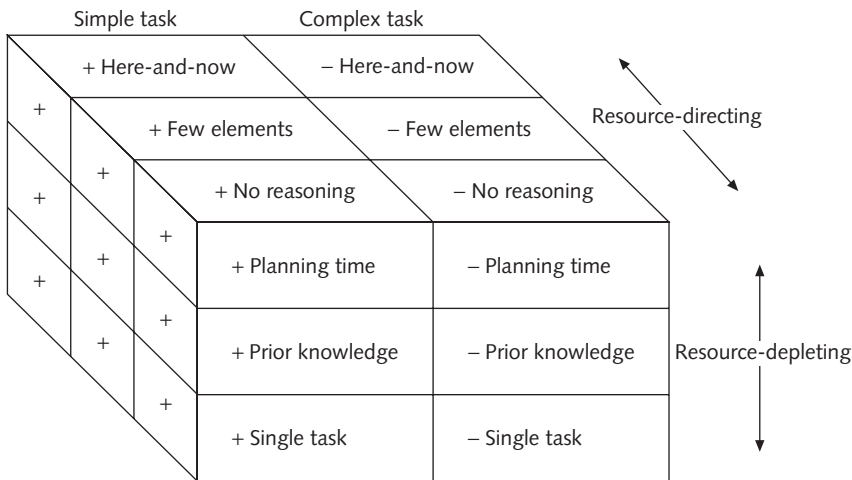 Simple task Complex task
+ Here-and-now − Here-and-now
+ Few elements − Few elements
+ No reasoning − No reasoning
Resource-directing
+
+
+
+
+
+
+
+
+
+ Planning time − Planning time
+ Prior knowledge − Prior knowledge
+ Single task − Single task
Resource-depleting